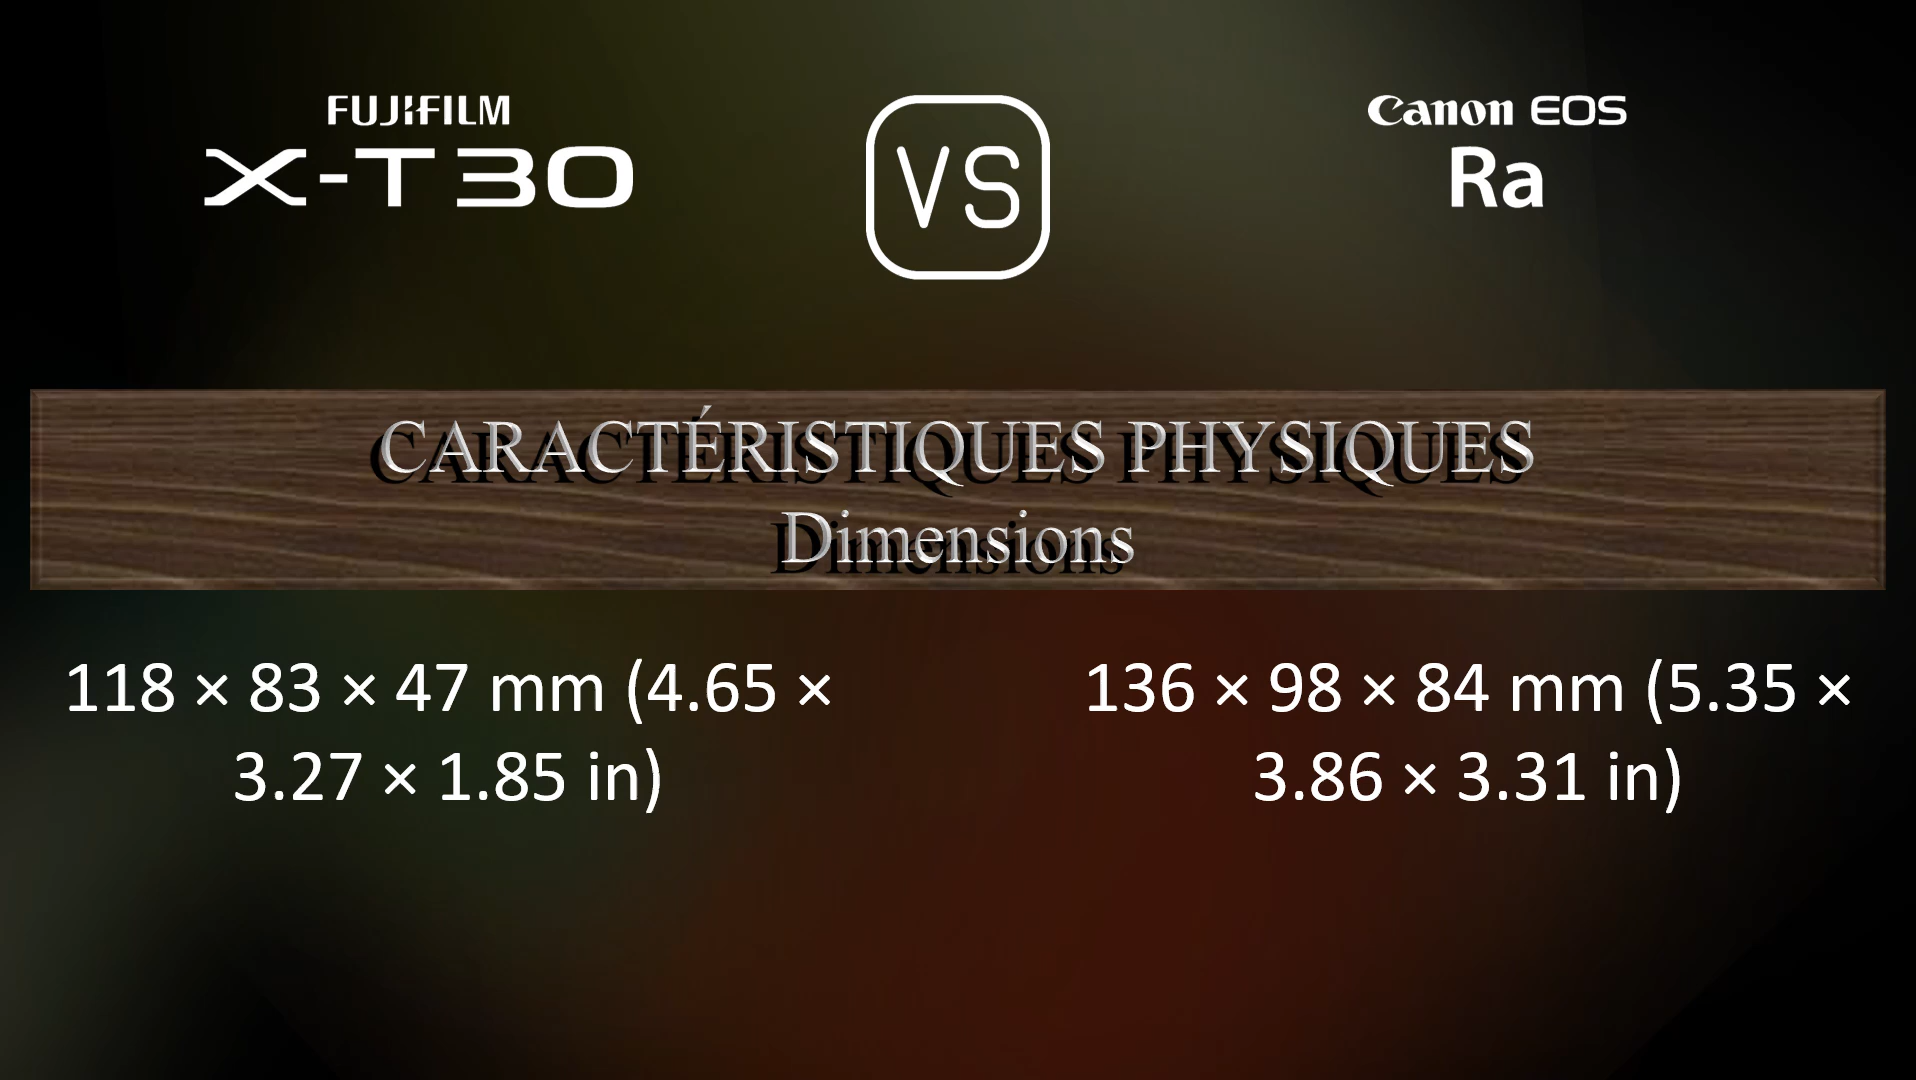 FUJIFILM
X-T30
VS
Canon EOS
Ra
CARACTÉRISTIQUES PHYSIQUES
Dimensions
118 × 83 × 47 mm (4.65 ×
3.27 × 1.85 in)
136 × 98 × 84 mm (5.35 ×
3.86 × 3.31 in)